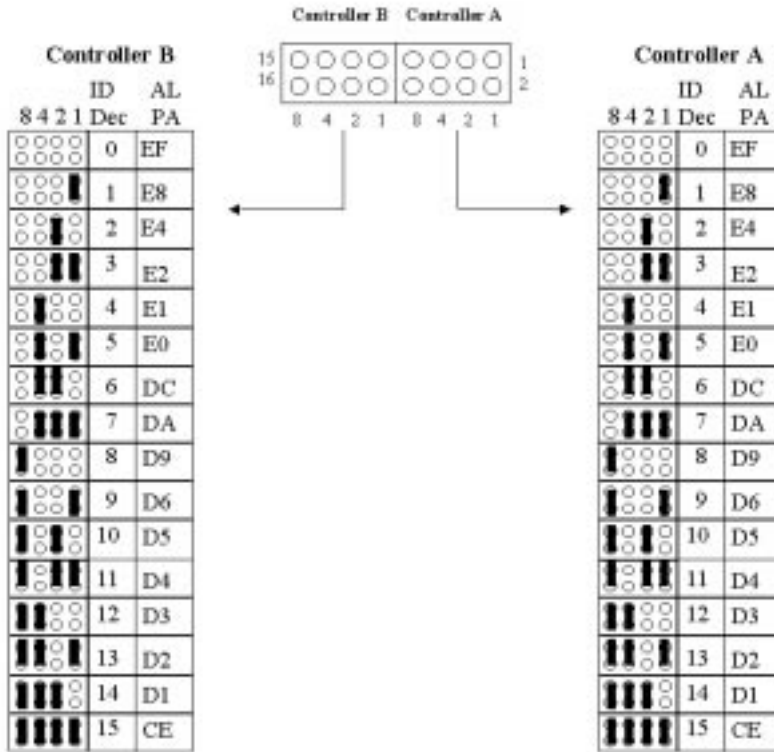 Controller B Controller A
15 1
16 2
8 4 2 1 8 4 2 1
Controller B
ID AL
8 4 2 1 Dec PA
0 EF
1 E8
2 E4
3 E2
4 E1
5 E0
6 DC
7 DA
8 D9
9 D6
10 D5
11 D4
12 D3
13 D2
14 D1
15 CE
Controller A
ID AL
8 4 2 1 Dec PA
0 EF
1 E8
2 E4
3 E2
4 E1
5 E0
6 DC
7 DA
8 D9
9 D6
10 D5
11 D4
12 D3
13 D2
14 D1
15 CE